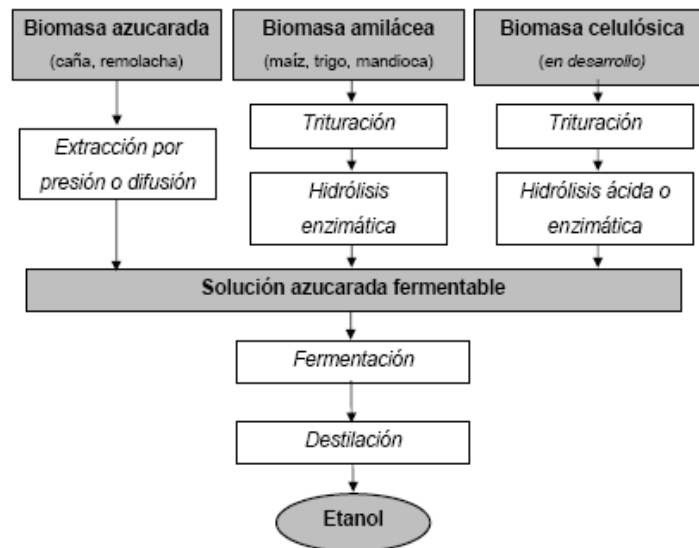 Biomasa azucarada
(caña, remolacha)
Biomasa amilácea
(maíz, trigo, mandioca)
Biomasa celulósica
(en desarrollo)
Extracción por
presión o difusión
Trituración
Hidrólisis
enzimática
Trituración
Hidrólisis ácida o
enzimática
Solución azucarada fermentable
Fermentación
Destilación
Etanol